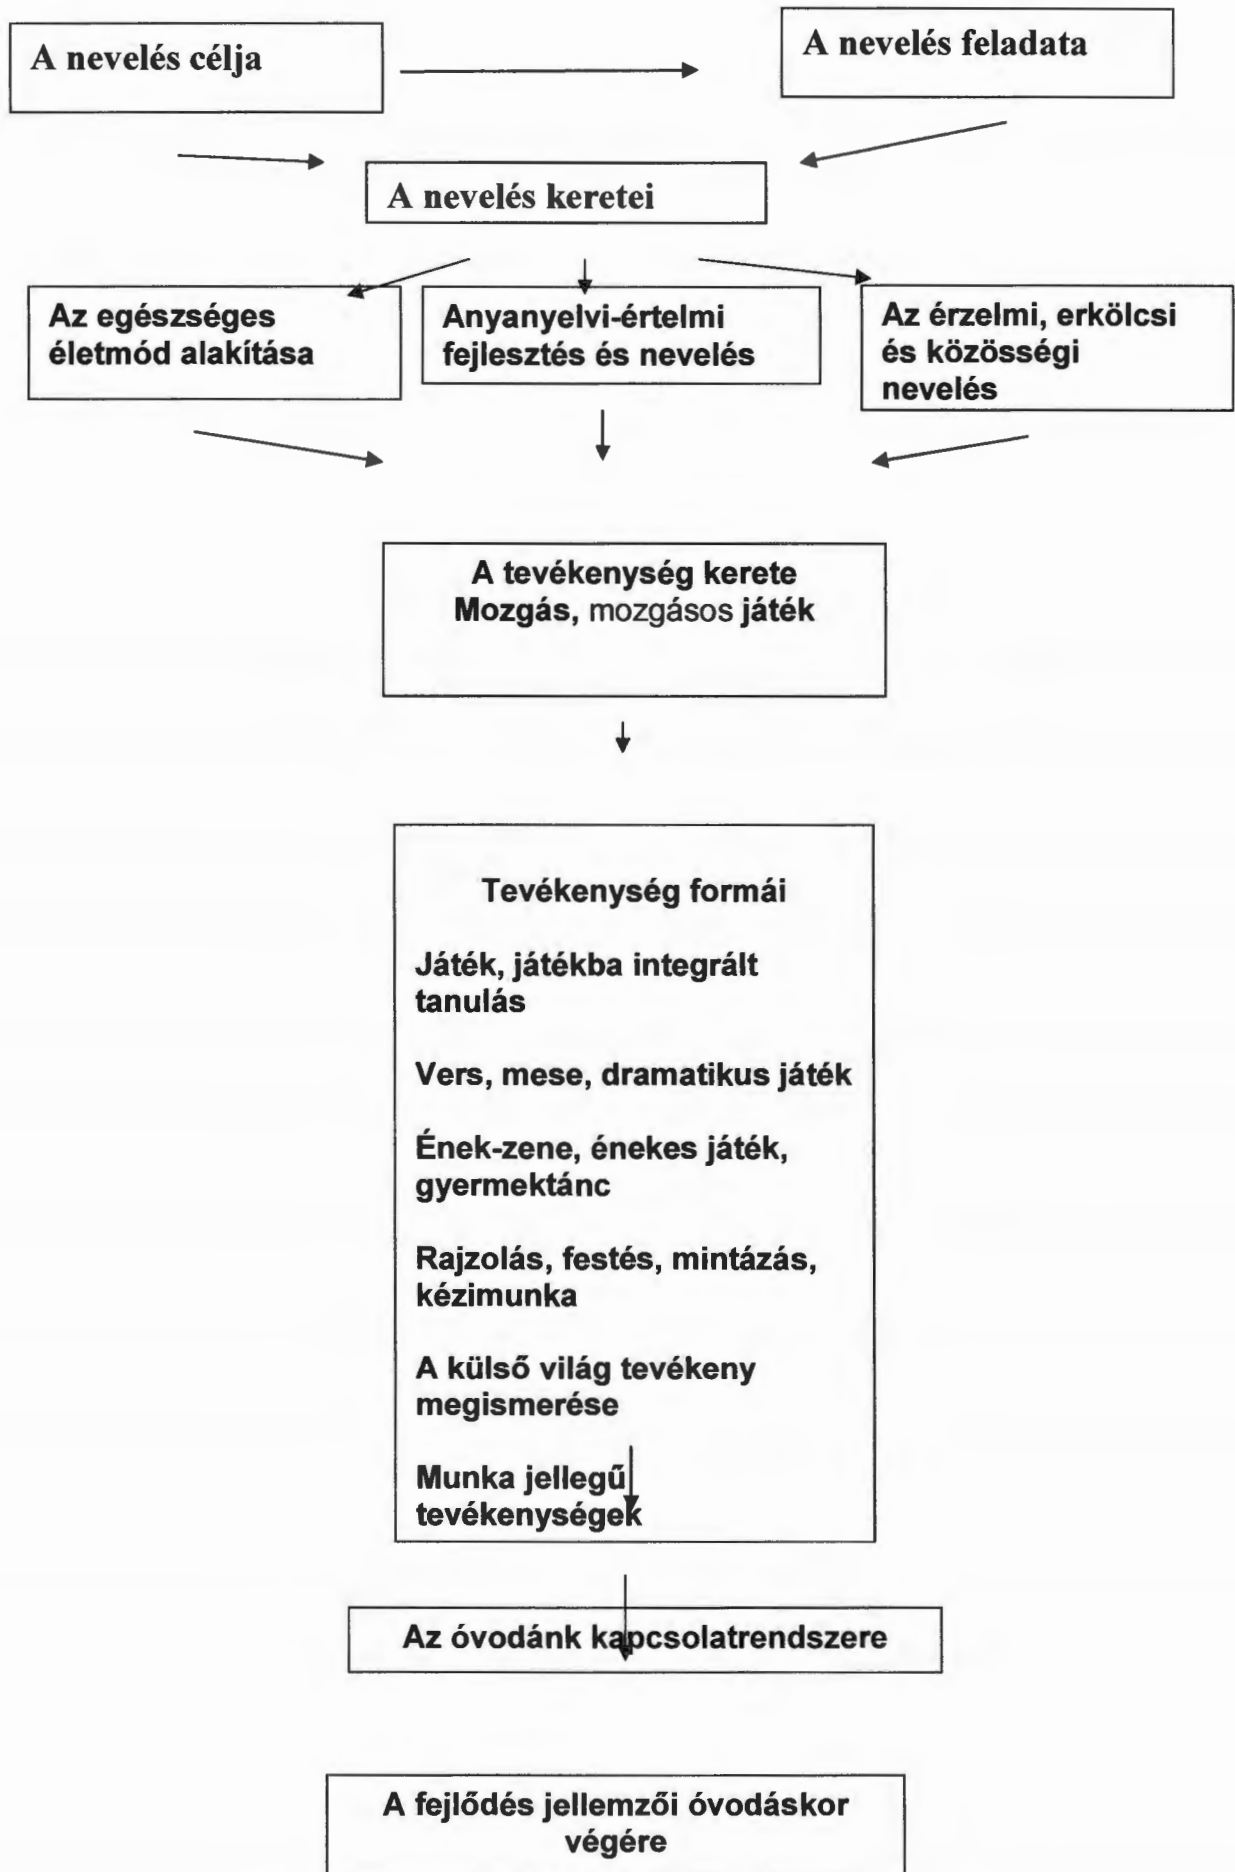 A nevelés célja
A nevelés feladata
A nevelés keretei
Az egészséges
életmód alakítása
Anyanyelvi-értelmi
fejlesztés és nevelés
Az érzelmi, erkölcsi
és közösségi
nevelés
A tevékenység kerete
Mozgás, mozgásos játék
Tevékenység formái
Játék, játékba integrált
tanulás
Vers, mese, dramatikus játék
Ének-zene, énekes játék,
gyermektánc
Rajzolás, festés, mintázás,
kézimunka
A külső világ tevékeny
megismerése
Munka jellegű
tevékenységek
Az óvodánk kapcsolatrendszere
A fejlődés jellemzői óvodáskor
végére